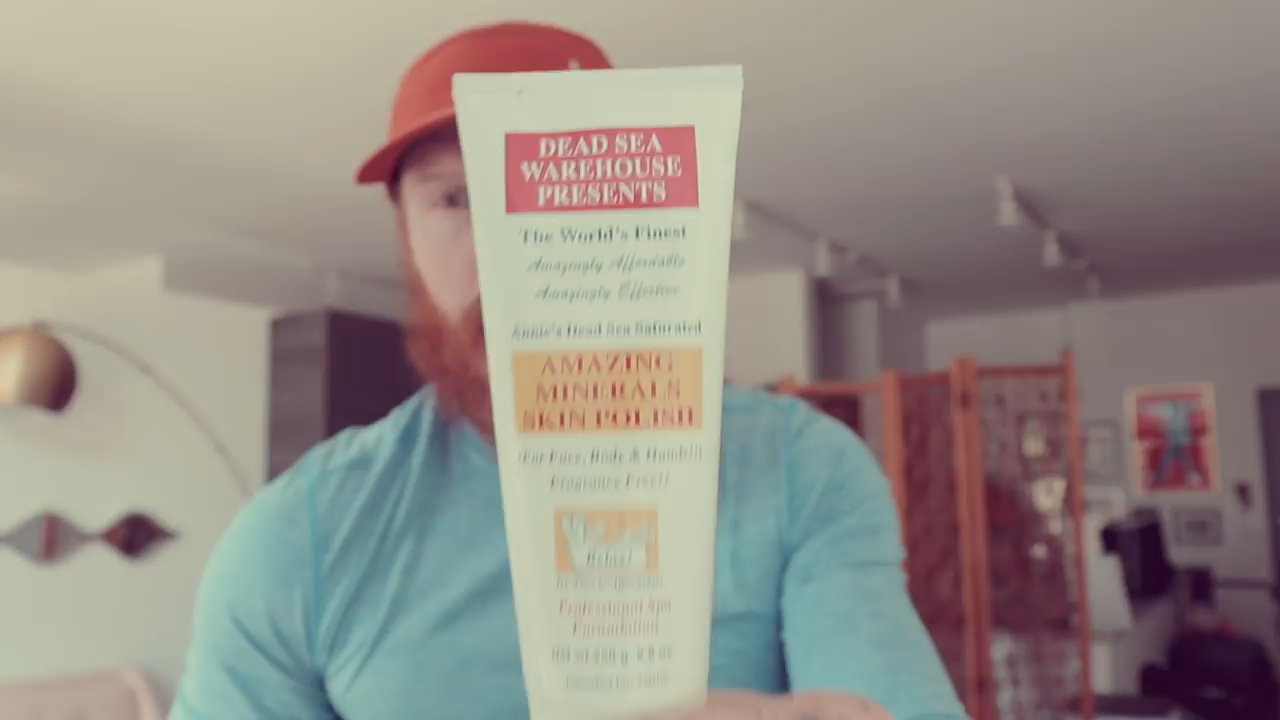 DEAD SEA
WAREHOUSE
PRESENTS
The World's Finest
Amazingly Affordable
Amazingly Effective
Annie's Dead Sea Saturated
AMAZING
MINERALS
SKIN POLISH
For Face, Body &
Fragrance Free!!
Relax!
Professional Spa
Formulation